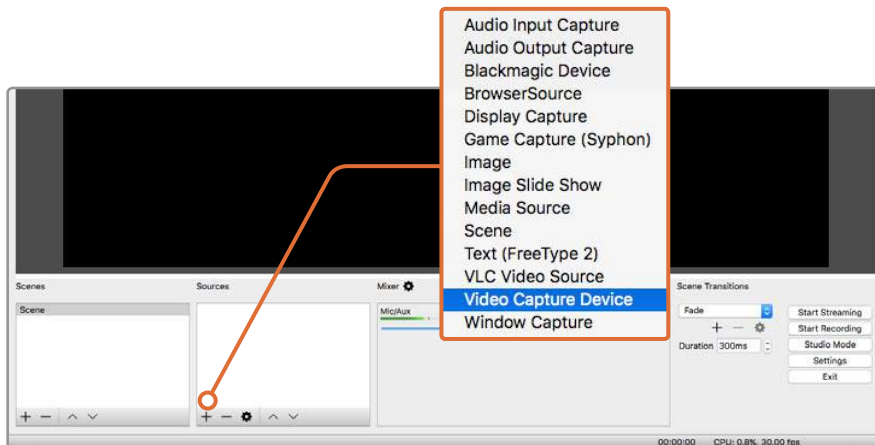 Audio Input Capture
Audio Output Capture
Blackmagic Device
BrowserSource
Display Capture
Game Capture (Syphon)
Image
Image Slide Show
Media Source
Scene
Text (FreeType 2)
VLC Video Source
Video Capture Device
Window Capture
Scenes
Scene
Sources
Mixer
Mic/Aux
Scene Transitions
Fade
Duration 300ms
Start Streaming
Start Recording
Studio Mode
Settings
Exit
00:00:00 CPU: 0.8%, 30.00 fps